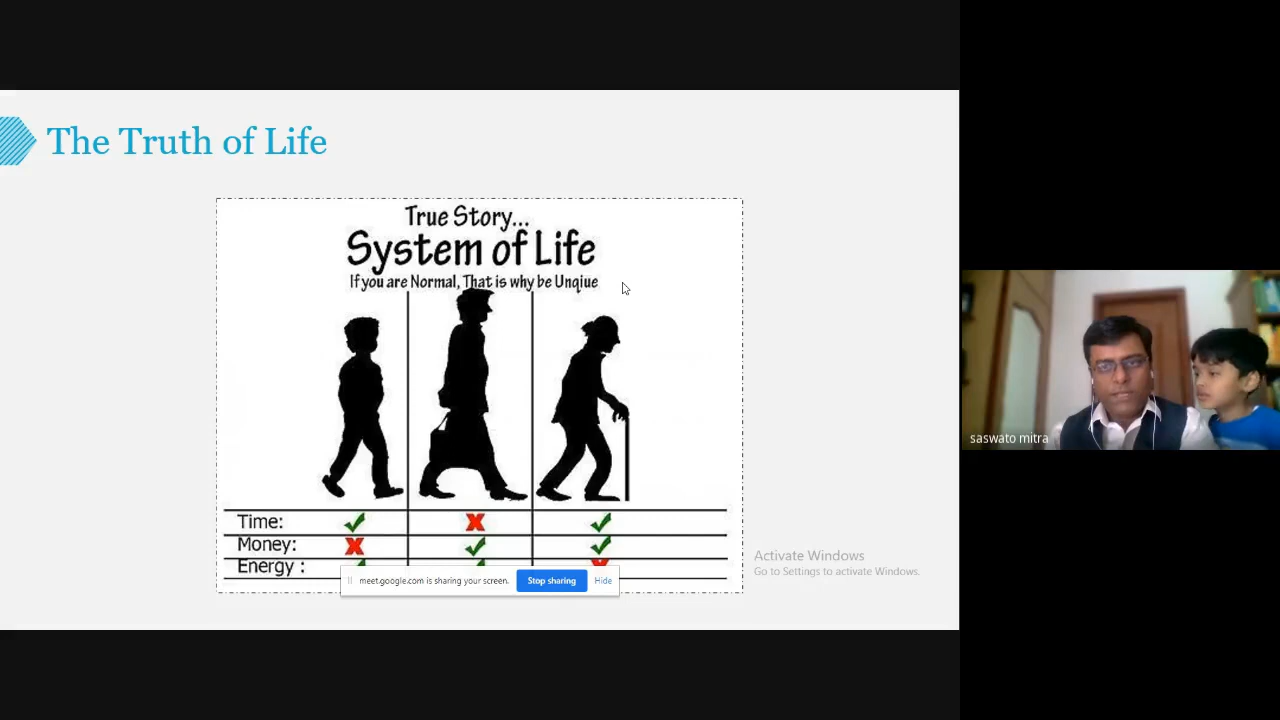 The Truth of Life
True Story...
System of Life
If you are Normal, That is why be Unqiue
Time:
Money:
Energy :
meet.google.com is sharing your screen.
Stop sharing
Hide
Activate Windows
Go to Settings to activate Windows.
saswato mitra